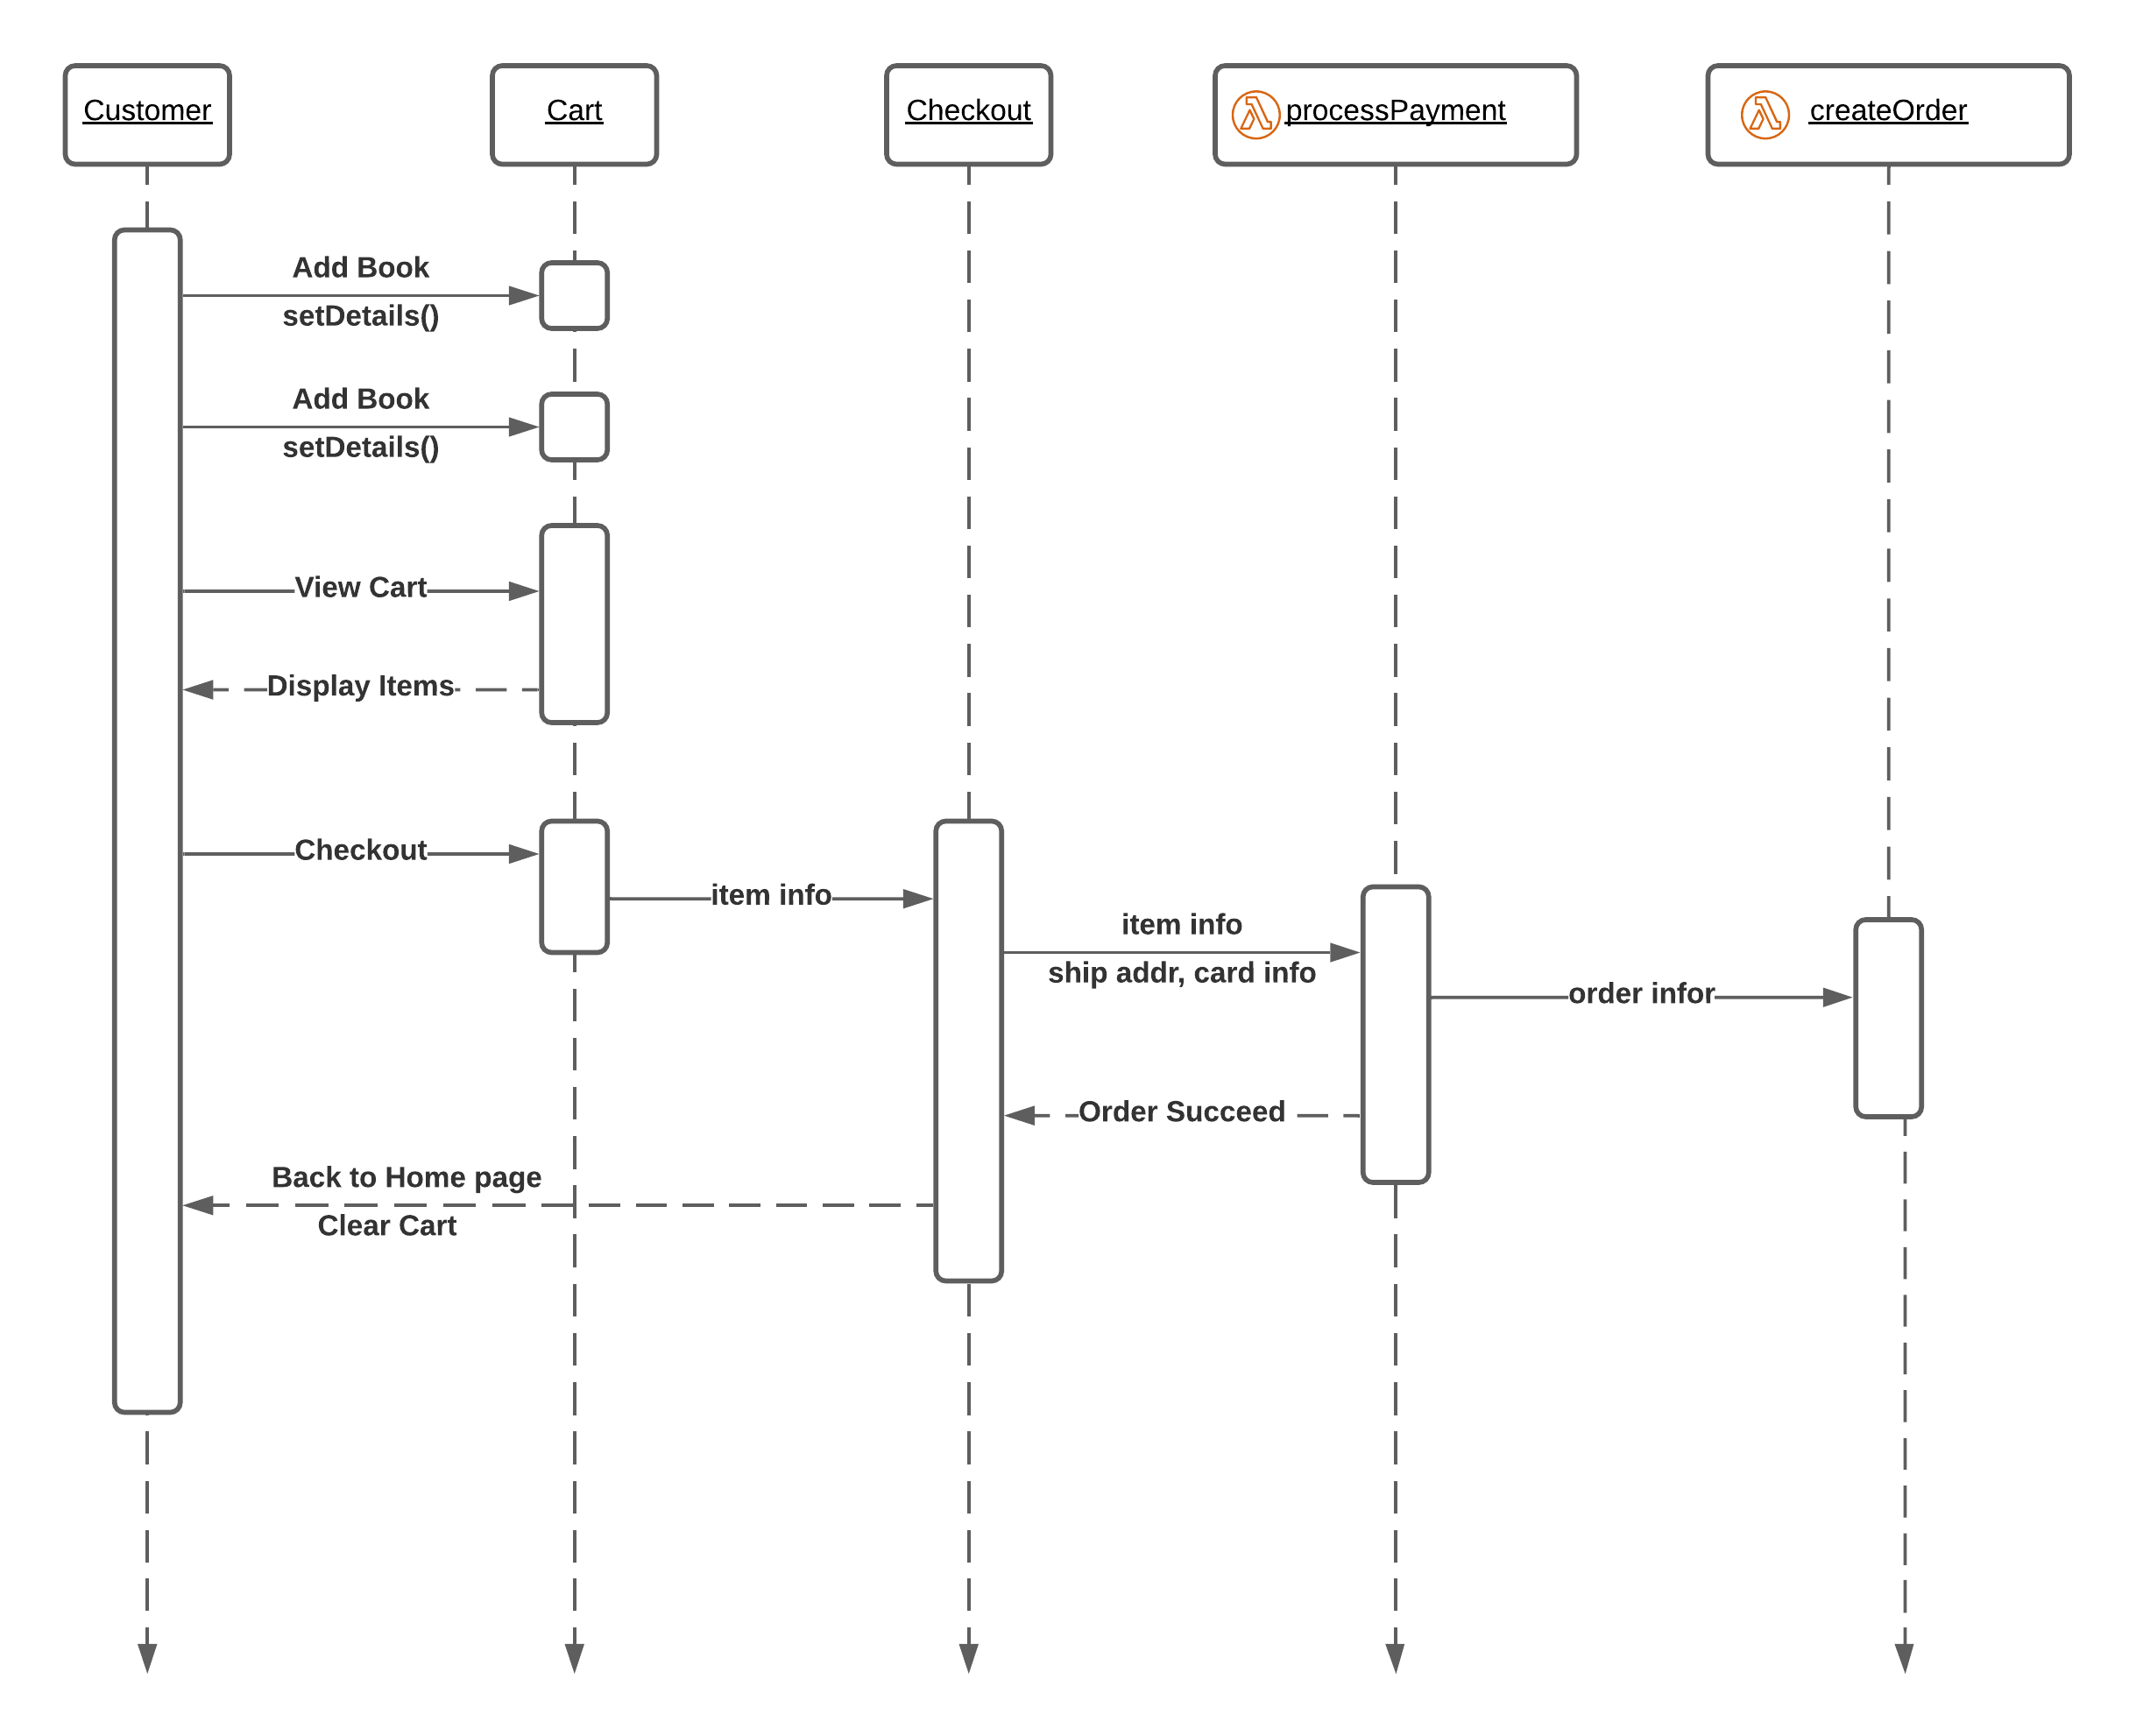 Customer
Cart
Checkout
processPayment
createOrder
Add Book
setDetails()
Add Book
setDetails()
View Cart
Display Items
Checkout
item info
item info
ship addr, card info
order infor
Order Succeed
Back to Home page
Clear Cart